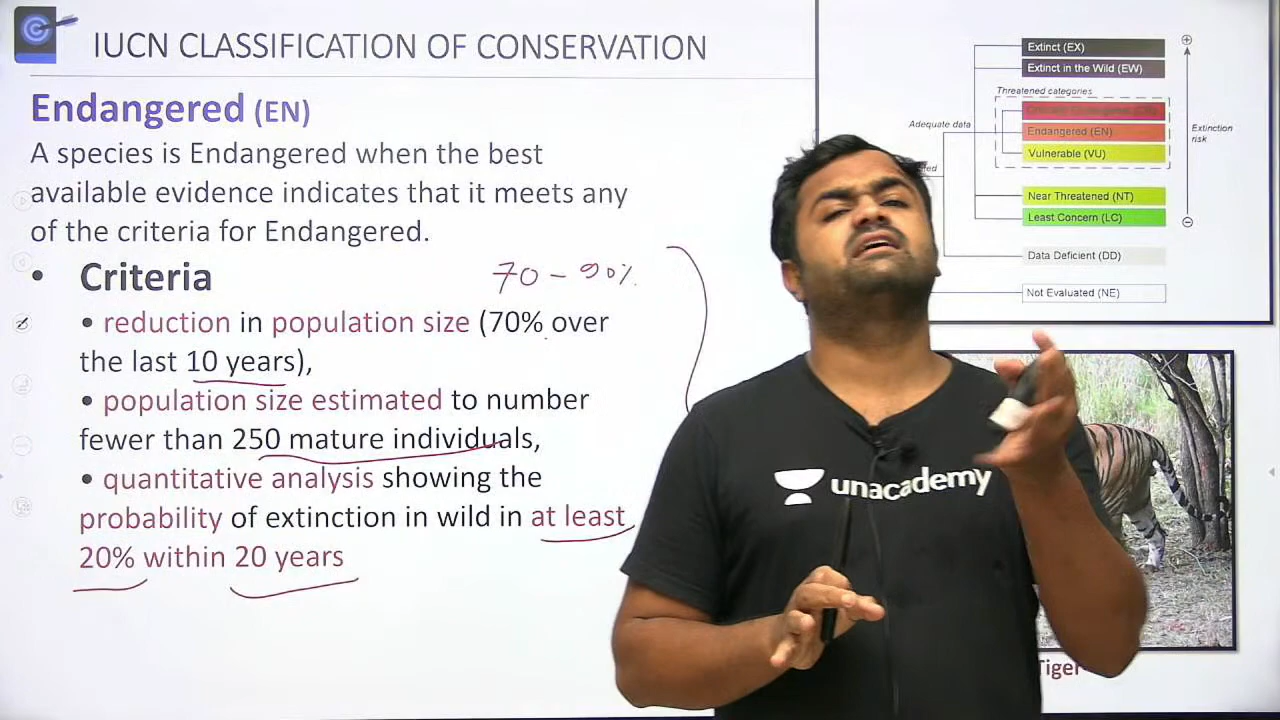 IUCN CLASSIFICATION OF CONSERVATION
Endangered (EN)
A species is Endangered when the best
available evidence indicates that it meets any
of the criteria for Endangered.
• Criteria
70 - 90%
• reduction in population size (70% over
the last 10 years),
• population size estimated to number
fewer than 250 mature individuals,
• quantitative analysis showing the
probability of extinction in wild in at least
20% within 20 years
Extinct (EX)
Extinct in the Wild (EW)
Threatened categories
Adequate data
Endangered (EN)
Vulnerable (VU)
Extinction
risk
Near Threatened (NT)
Least Concern (LC)
Data Deficient (DD)
Not Evaluated (NE)
unacademy
Tiger